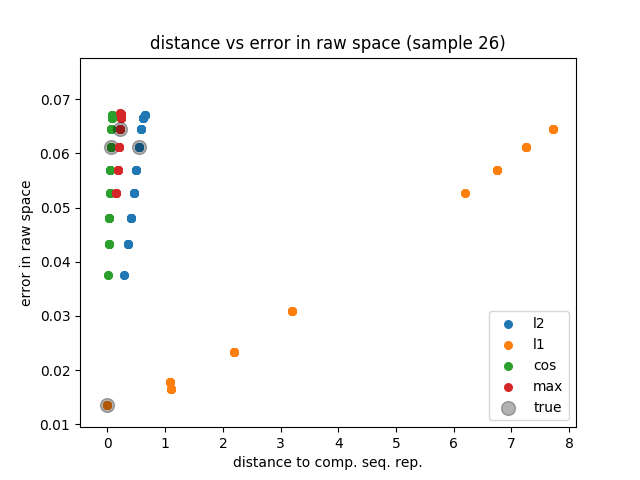 distance vs error in raw space (sample 26)
error in raw space
0.07
0.06
0.05
0.04
0.03
0.02
0.01
0 1 2 3 4 5 6 7 8
distance to comp. seq. rep.
l2
l1
cos
max
true